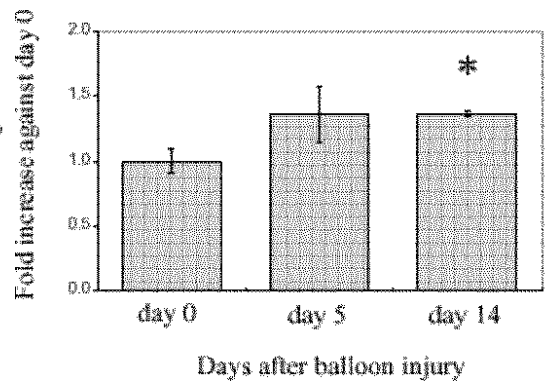 Fold increase against day 0
2.0
1.5
1.0
0.5
0.0
*
day 0 day 5 day 14
Days after balloon injury